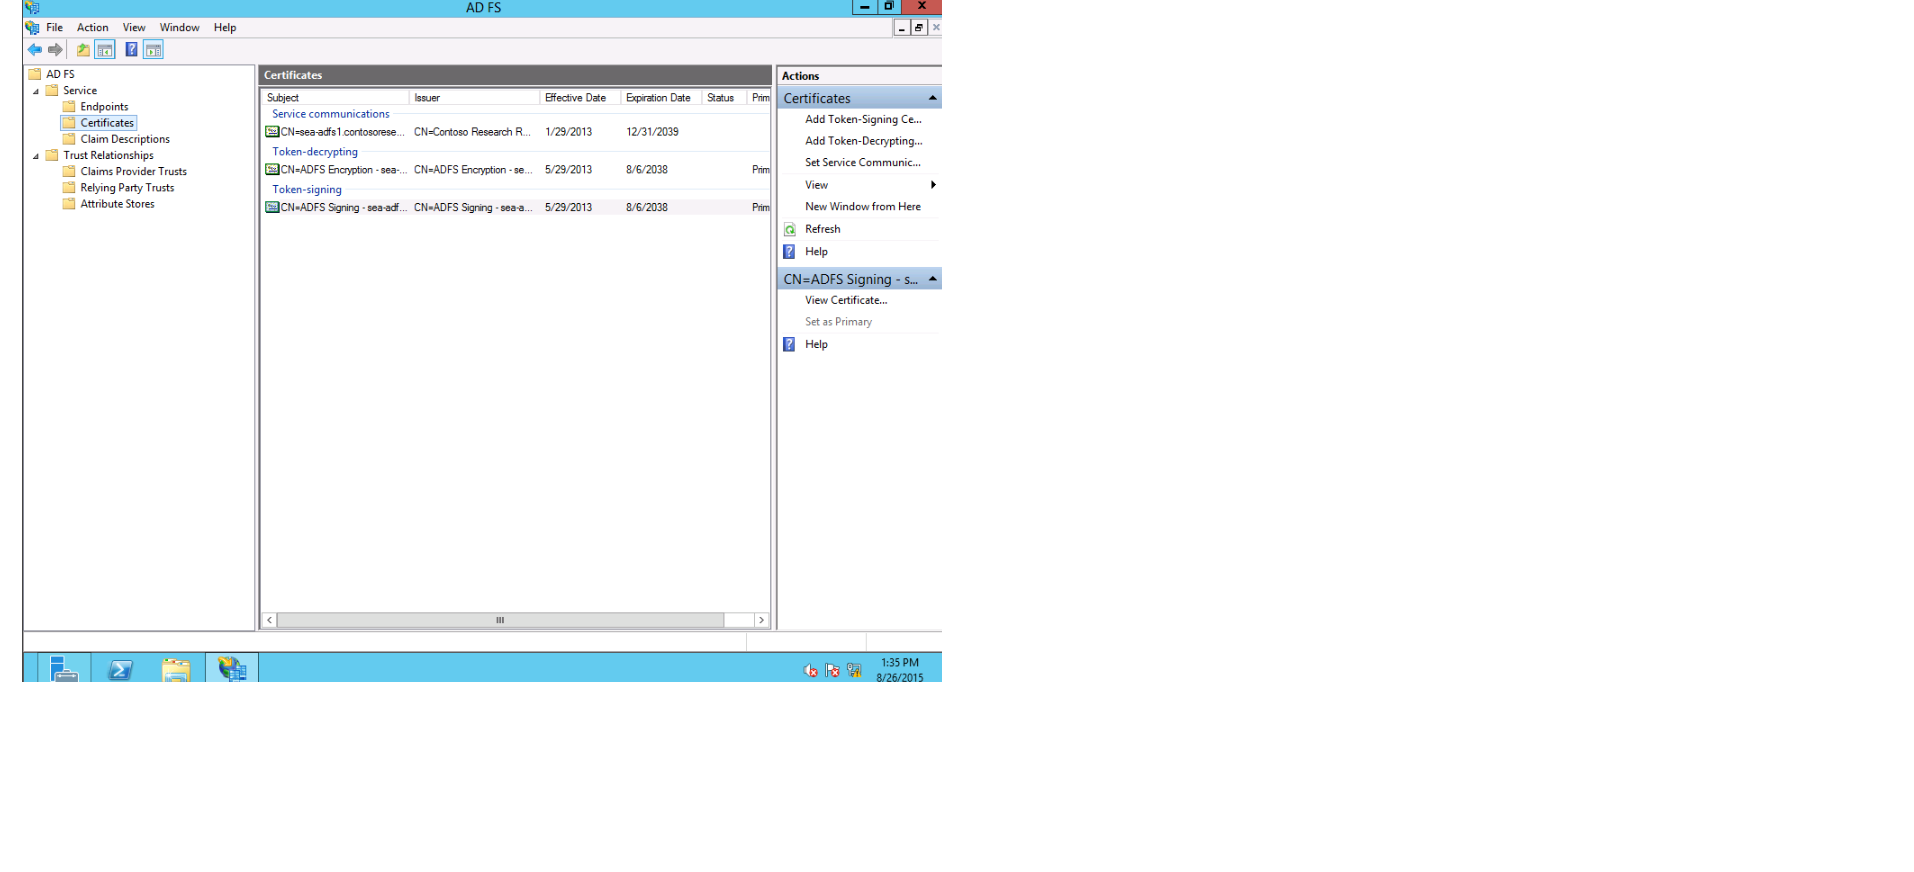 AD FS
File Action View Window Help
AD FS
Service
Endpoints
Certificates
Claim Descriptions
Trust Relationships
Claims Provider Trusts
Relying Party Trusts
Attribute Stores
Certificates
Subject Issuer Effective Date Expiration Date Status Prim
Service communications
CN=sea-adfs1.contosorese... CN=Contoso Research R... 1/29/2013 12/31/2039
Token-decrypting
CN=ADFS Encryption - sea-... CN=ADFS Encryption - se... 5/29/2013 8/6/2038 Prim
Token-signing
CN=ADFS Signing - sea-adf... CN=ADFS Signing - sea-a... 5/29/2013 8/6/2038 Prim
Actions
Certificates
Add Token-Signing Ce...
Add Token-Decrypting...
Set Service Communic...
View
New Window from Here
Refresh
Help
CN=ADFS Signing - s...
View Certificate...
Set as Primary
Help
1:35 PM
8/26/2015